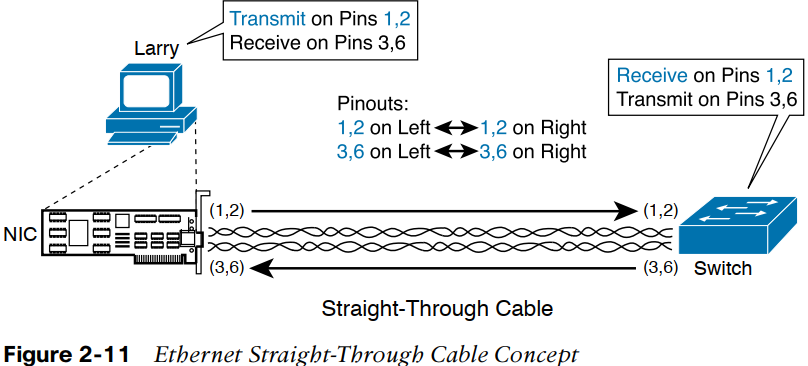 Transmit on Pins 1,2
Receive on Pins 3,6
Larry
Receive on Pins 1,2
Transmit on Pins 3,6
Pinouts:
1,2 on Left 1,2 on Right
3,6 on Left 3,6 on Right
(1,2) (1,2)
NIC
(3,6) (3,6) Switch
Straight-Through Cable
Figure 2-11 Ethernet Straight-Through Cable Concept